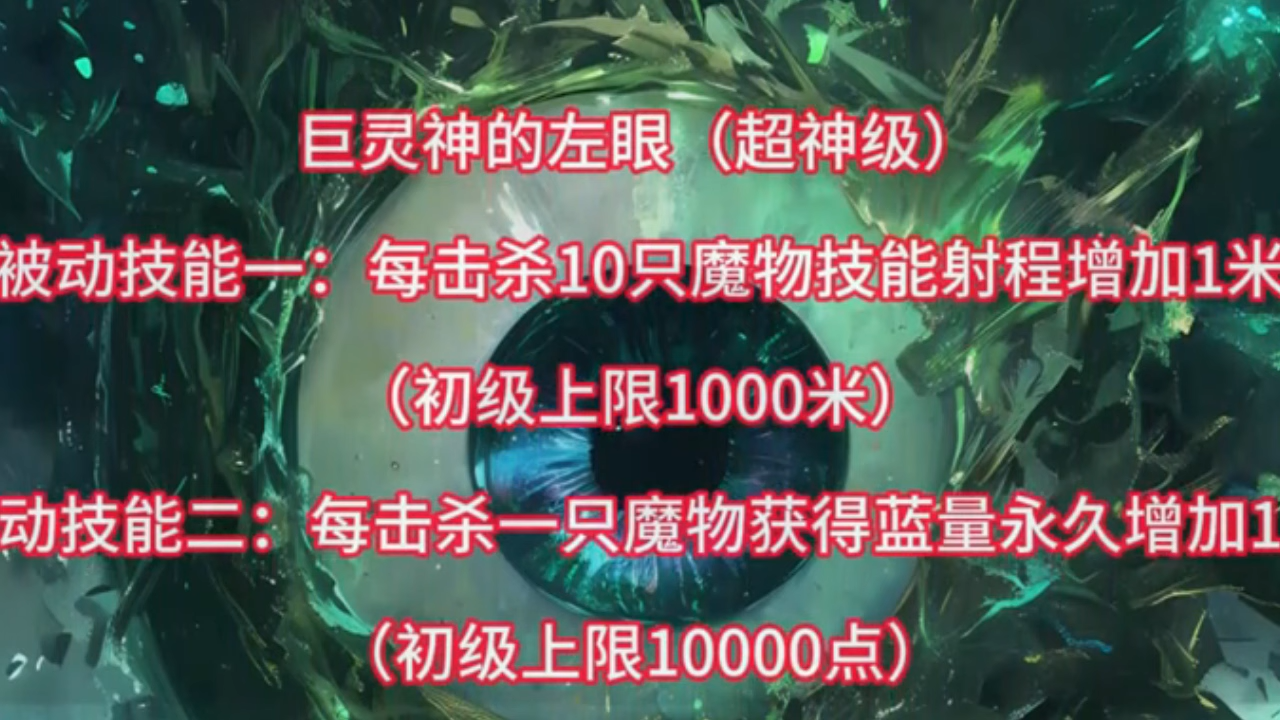 巨灵神的左眼（超神级）
被动技能一：每击杀10只魔物技能射程增加1米
（初级上限1000米）
动技能二：每击杀一只魔物获得蓝量永久增加1
（初级上限10000点）